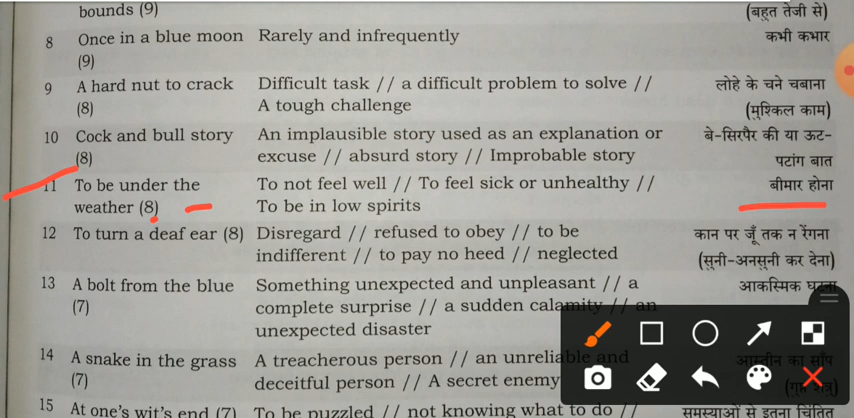 bounds (9)
(बहुत तेजी से)
8 Once in a blue moon Rarely and infrequently कभी कभार
(9)
9 A hard nut to crack Difficult task // a difficult problem to solve // लोहे के चने चबाना
(8) A tough challenge (मुश्किल काम)
10 Cock and bull story An implausible story used as an explanation or बे-सिरपैर की या ऊट-
(8) excuse // absurd story // Improbable story पटांग बात
11 To be under the To not feel well // To feel sick or unhealthy // बीमार होना
weather (8) To be in low spirits
12 To turn a deaf ear (8) Disregard // refused to obey // to be कान पर जूँ तक न रेंगना
indifferent // to pay no heed // neglected (सुनी-अनसुनी कर देना)
13 A bolt from the blue Something unexpected and unpleasant // a आकस्मिक घटना
(7) complete surprise // a sudden calamity // an
unexpected disaster
14 A snake in the grass A treacherous person // an unreliable and आस्तीन का साँप
(7) deceitful person // A secret enemy (गुप्त शत्रु)
15 At one's wit's end (7) To be puzzled // not knowing what to do // समस्याओं से इतना चिंतित